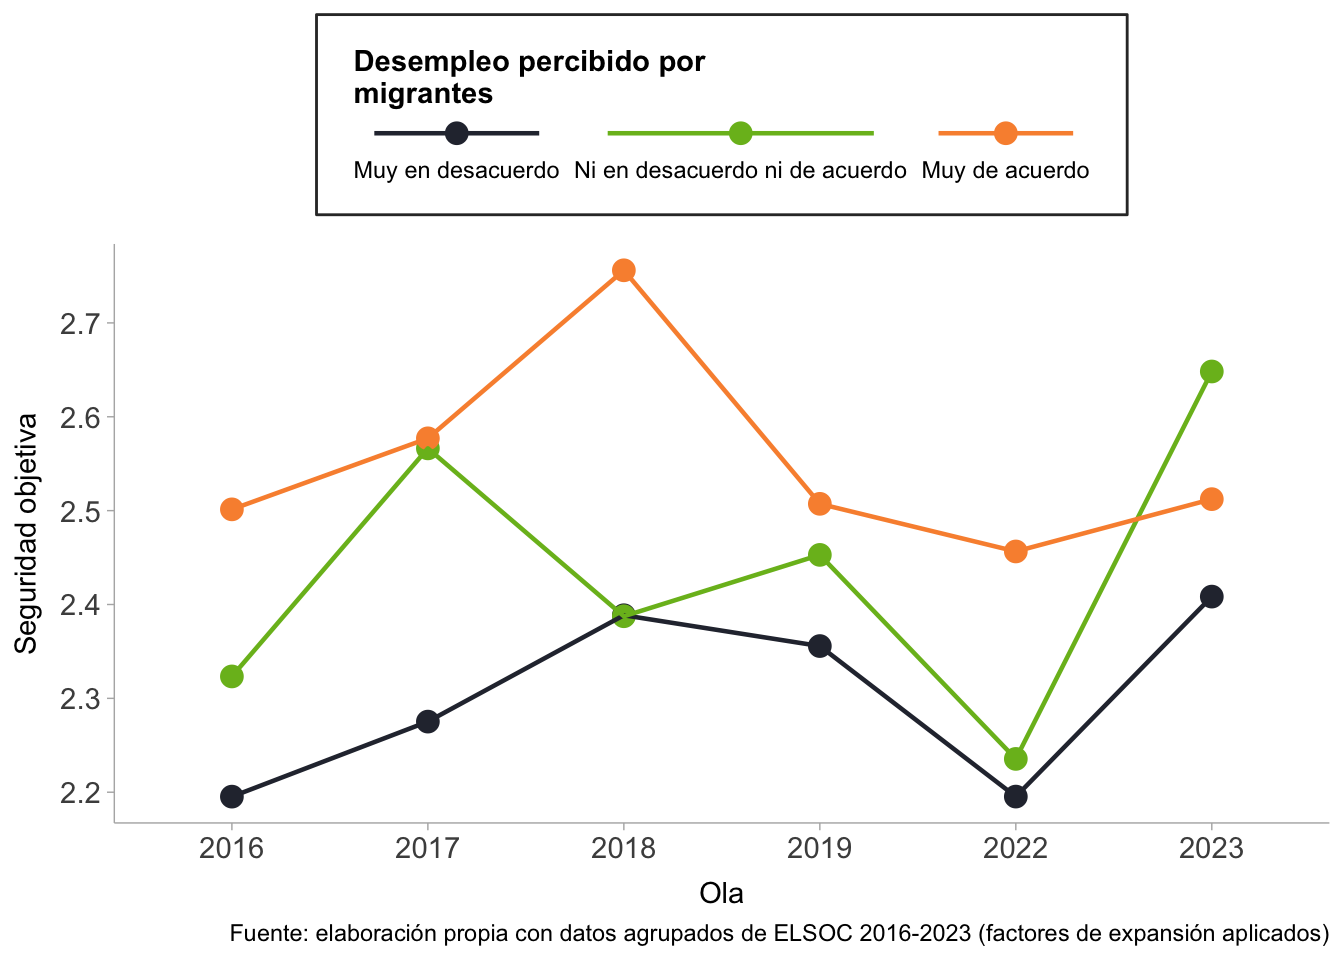 Desempleo percibido por
migrantes
Muy en desacuerdo Ni en desacuerdo ni de acuerdo Muy de acuerdo
Seguridad objetiva
2.7
2.6
2.5
2.4
2.3
2.2
2016 2017 2018 2019 2022 2023
Ola
Fuente: elaboración propia con datos agrupados de ELSOC 2016-2023 (factores de expansión aplicados)